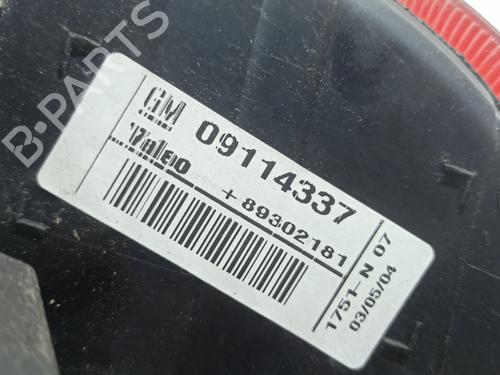 GM 09114337
Valeo +89302181
1751-N 07
03/05/04
B-PARTS